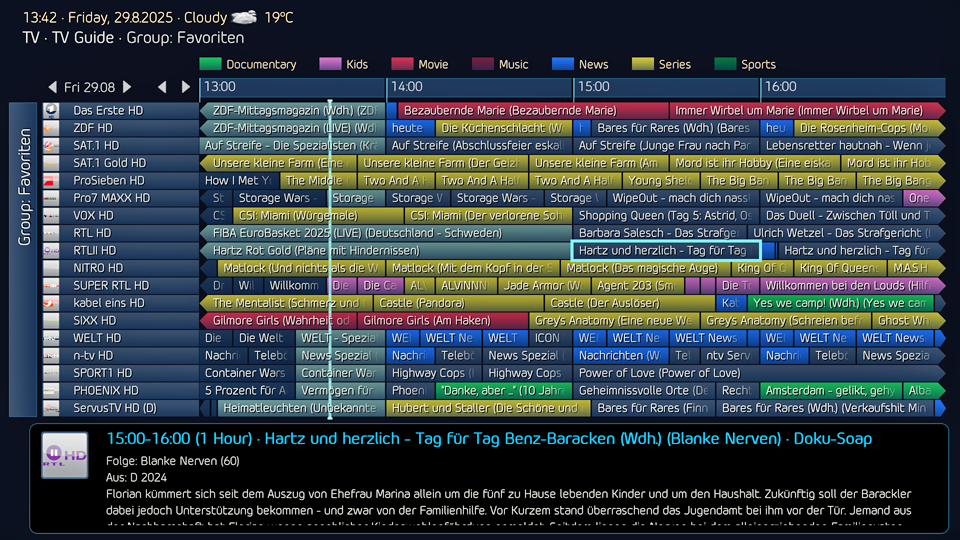 13:42 · Friday, 29.8.2025 · Cloudy 19°C
TV · TV Guide · Group: Favoriten
Documentary Kids Movie Music News Series Sports
Fri 29.08 13:00 14:00 15:00 16:00
Group: Favoriten
Das Erste HD ZDF-Mittagsmagazin (Wdh.) (ZD Bezaubernde Marie (Bezaubernde Marie) Immer Wirbel um Marie (Immer Wirbel um Marie)
ZDF HD ZDF-Mittagsmagazin (LIVE) (Wd heute Die Küchenschlacht (W h Bares für Rares (Wdh.) (Bares heu Die Rosenheim-Cops (Mo
SAT.1 HD Auf Streife - Die Spezialisten (Kr Auf Streife (Abschlussfeier eskal Auf Streife (Junge Frau nach Par Lebensretter hautnah - Wenn j
SAT.1 Gold HD Unsere kleine Farm (Eine Unsere kleine Farm (Der Geizh Unsere kleine Farm (Am Mord ist ihr Hobby (Eine eiska Mord ist ihr Hob
ProSieben HD How I Met Y The Middle Two And A H Two And A H Two And A Half Young Shel The Big Ban The Big Ban The Big Bang
Pro7 MAXX HD St Storage Wars - Storage Storage W Storage Wars - Storage W WipeOut - mach dich nass WipeOut - mach dich nas One
VOX HD CS CSI: Miami (Würgemale) CSI: Miami (Der verlorene Soh Shopping Queen (Tag 5: Astrid, Os Das Duell - Zwischen Tüll und T
RTL HD FIBA EuroBasket 2025 (LIVE) (Deutschland - Schweden) Barbara Salesch - Das Strafge Ulrich Wetzel - Das Strafgericht (
RTLII HD Hartz Rot Gold (Pläne mit Hindernissen) Hartz und herzlich - Tag für Tag Hartz und herzlich - Tag für
NITRO HD Matlock (Und nichts als die W Matlock (Mit dem Kopf in der S Matlock (Das magische Auge) King Of Q King Of Queens MASH
SUPER RTL HD Dr Wi Willkomm Die Die Ca AL ALVINNN Jade Armor (W Agent 203 (Sm Die T Willkommen bei den Louds (Hilf
kabel eins HD The Mentalist (Schmerz und Castle (Pandora) Castle (Der Auslöser) Kat Yes we camp! (Wdh.) (Yes we cam
SIXX HD Gilmore Girls (Wahrheit od Gilmore Girls (Am Haken) Greys Anatomy (Eine neue W Greys Anatomy (Schreien befr Ghost Wh
WELT HD Die Die Welt WELT - Spezia WE WELT Ne WELT ICON WE WELT Ne WELT News WE WELT Ne WELT News
n-tv HD Nachri Telebö News Spezial Nachri Telebö News Spezial ( Nachrichten (W Tel ntv Serv Nachri Telebö News Spezia
SPORT1 HD Container Wars Container War Highway Cops ( Highway Cops ( Power of Love (Power of Love)
PHOENIX HD 5 Prozent für A Vermögen für Phoen "Danke, aber ..." (10 Jahre Geheimnisvolle Orte (De Recht Amsterdam - gelikt, gehy Alba
ServusTV HD (D) Heimatleuchten (Unbekannte Hubert und Staller (Die Schöne und Bares für Rares (Finn Bares für Rares (Wdh.) (Verkaufshit Min
RTL HD
15:00-16:00 (1 Hour) · Hartz und herzlich - Tag für Tag Benz-Baracken (Wdh.) (Blanke Nerven) · Doku-Soap
Folge: Blanke Nerven (60)
Aus: D 2024
Florian kümmert sich seit dem Auszug von Ehefrau Marina allein um die fünf zu Hause lebenden Kinder und um den Haushalt. Zukünftig soll der Barackler
dabei jedoch Unterstützung bekommen - und zwar von der Familienhilfe. Vor Kurzem stand überraschend das Jugendamt bei ihm vor der Tür. Jemand aus